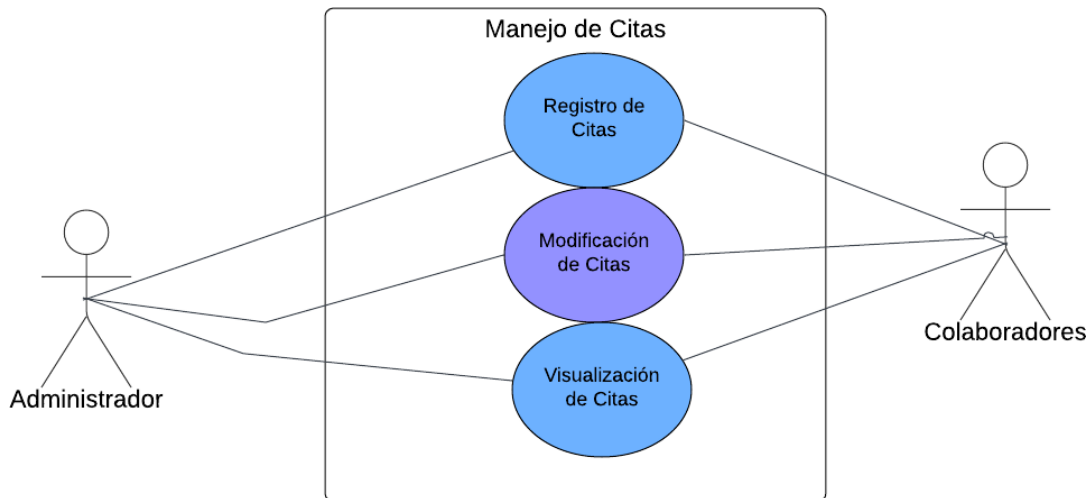 Manejo de Citas
Registro de
Citas
Modificación
de Citas
Visualización
de Citas
Administrador
Colaboradores